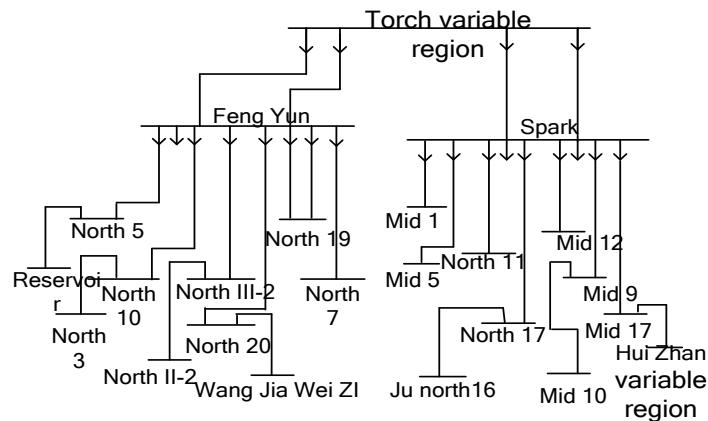 Torch variable
region
Feng Yun
Spark
North 5
North 19
Mid 1
Mid 12
Reservoi
r
North
10
North III-2
North
7
Mid 5
North 11
Mid 9
North
3
North 20
North 17
Mid 17
North II-2
Wang Jia Wei ZI
Ju north16
Mid 10
Hui Zhan
variable
region